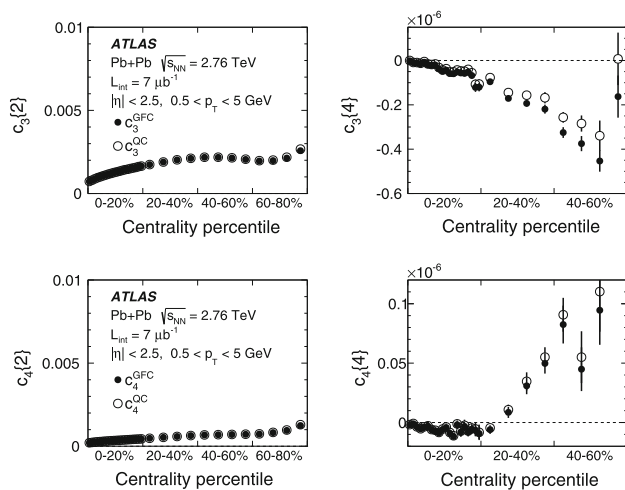 0.01
ATLAS
Pb+Pb √sNN = 2.76 TeV
Lint = 7 μb-1
|η| < 2.5, 0.5 < pT < 5 GeV
c3GFC
c3QC
c3{2}
0.005
0
0-20% 20-40% 40-60% 60-80%
Centrality percentile
×10-6
c3{4}
0
-0.2
-0.4
-0.6
0-20% 20-40% 40-60%
Centrality percentile
0.01
ATLAS
Pb+Pb √sNN = 2.76 TeV
Lint = 7 μb-1
|η| < 2.5, 0.5 < pT < 5 GeV
c4GFC
c4QC
c4{2}
0.005
0
0-20% 20-40% 40-60% 60-80%
Centrality percentile
×10-6
c4{4}
0.1
0.05
0
0-20% 20-40% 40-60%
Centrality percentile